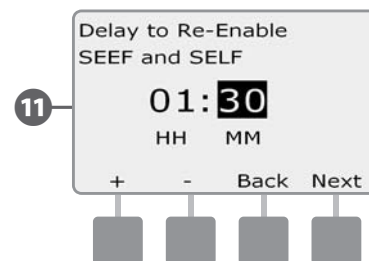 Delay to Re-Enable
SEEF and SELF
11
01:30
HH MM
+ - Back Next